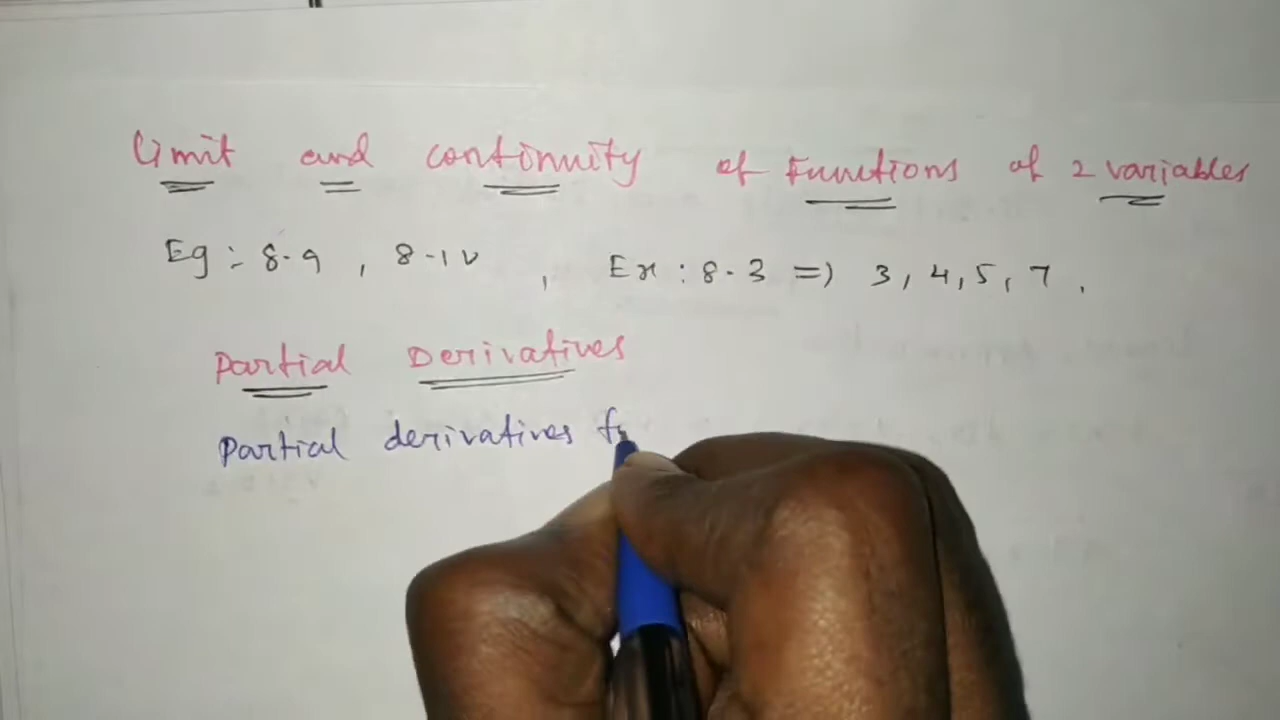 Limit and continuity of Functions of 2 variables
Eg :- 8.9 , 8.10 , Ex : 8.3 => 3, 4, 5, 7 .
Partial Derivatives
Partial derivatives